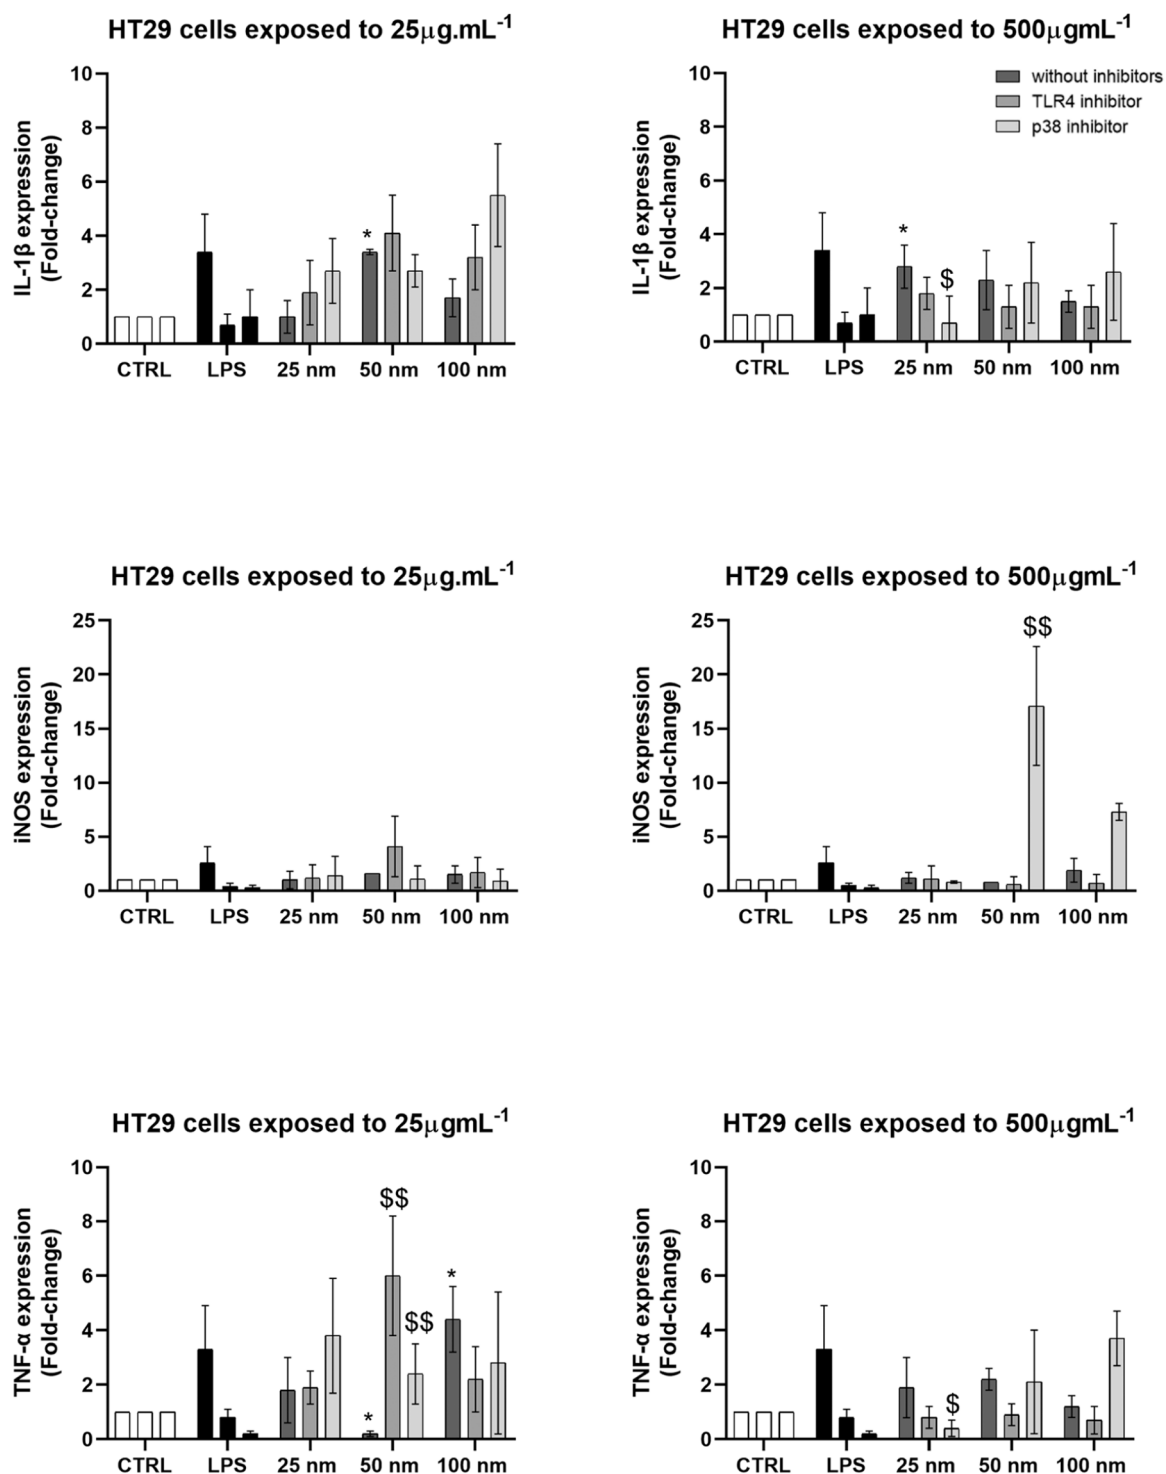 HT29 cells exposed to 25μg.mL⁻¹
IL-1β expression
(Fold-change)
10
8
6
4
2
0
*
CTRL LPS 25 nm 50 nm 100 nm
HT29 cells exposed to 500μgmL⁻¹
without inhibitors
TLR4 inhibitor
p38 inhibitor
IL-1β expression
(Fold-change)
10
8
6
4
2
0
*
$
CTRL LPS 25 nm 50 nm 100 nm
HT29 cells exposed to 25μg.mL⁻¹
iNOS expression
(Fold-change)
25
20
15
10
5
0
CTRL LPS 25 nm 50 nm 100 nm
HT29 cells exposed to 500μgmL⁻¹
iNOS expression
(Fold-change)
25
20
15
10
5
0
$$
CTRL LPS 25 nm 50 nm 100 nm
HT29 cells exposed to 25μgmL⁻¹
TNF-α expression
(Fold-change)
10
8
6
4
2
0
$$
*
$$
*
CTRL LPS 25 nm 50 nm 100 nm
HT29 cells exposed to 500μgmL⁻¹
TNF-α expression
(Fold-change)
10
8
6
4
2
0
$
CTRL LPS 25 nm 50 nm 100 nm